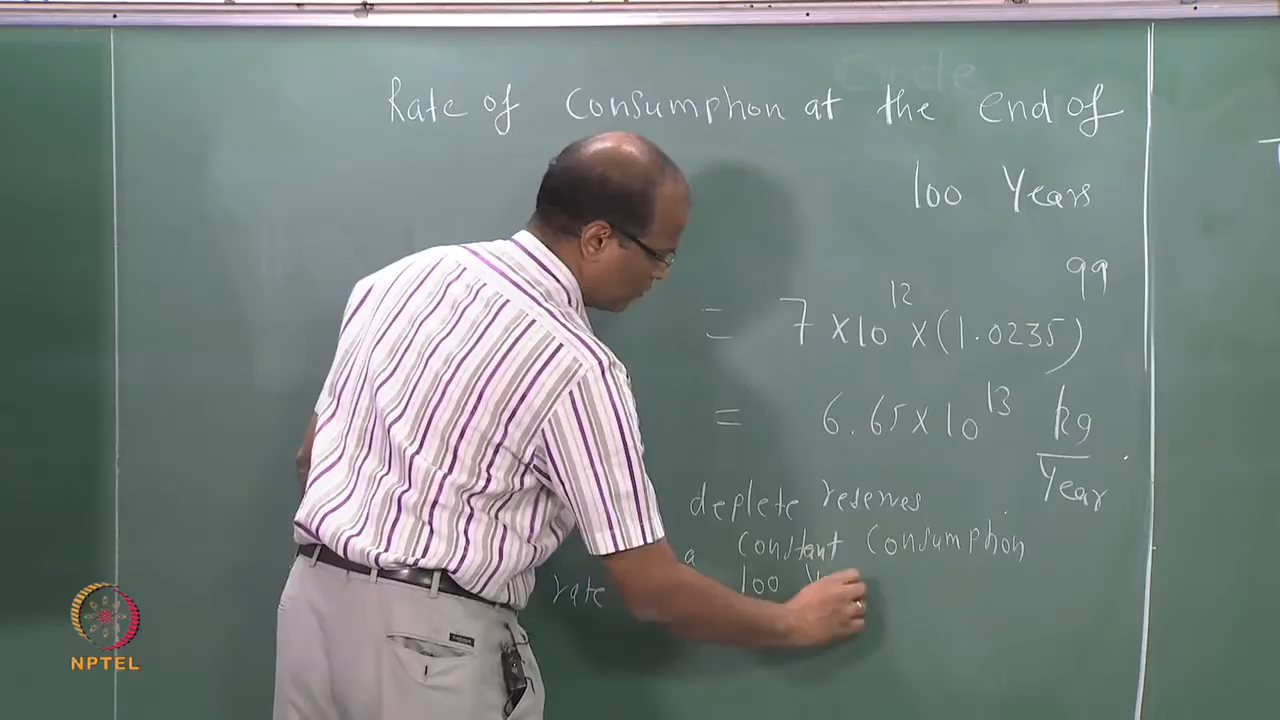 Rate of Consumption at the end of
100 Years
= 7 x 10^12 x (1.0235)^99
= 6.65 x 10^13 kg/Year
deplete reserves
a constant consumption
rate 100 Y
NPTEL